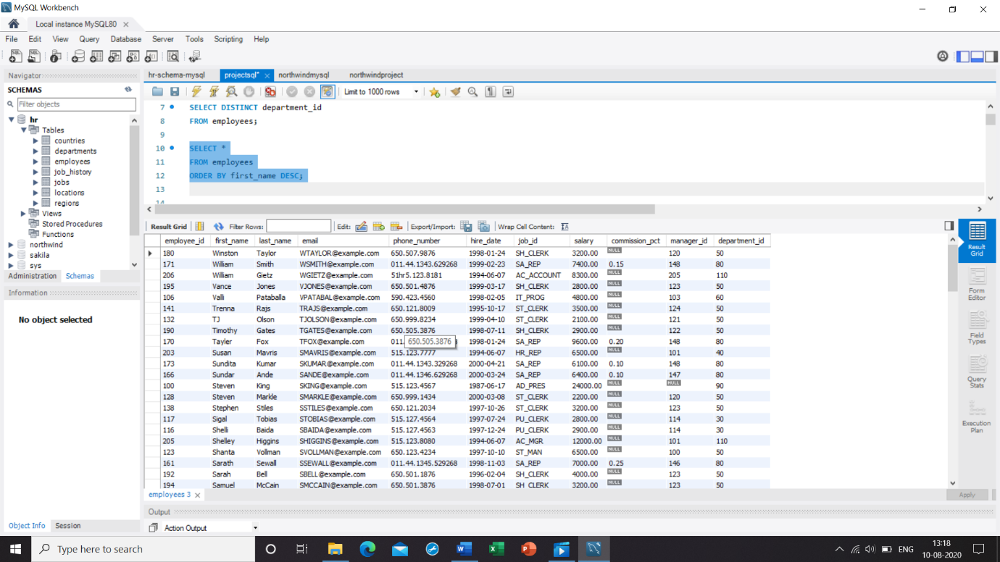 MySQL Workbench
Local instance MySQL80
File Edit View Query Database Server Tools Scripting Help
Navigator
SCHEMAS
Filter objects
hr
Tables
countries
departments
employees
job_history
jobs
locations
regions
Views
Stored Procedures
Functions
northwind
sakila
sys
Administration Schemas
Information
No object selected
Object Info Session
hr-schema-mysql projectsql* northwindmysql northwindproject
Limit to 1000 rows
7 SELECT DISTINCT department_id
8 FROM employees;
9
10 SELECT *
11 FROM employees
12 ORDER BY first_name DESC;
13
14
Result Grid Filter Rows: Edit: Export/Import: Wrap Cell Content:
employee_id first_name last_name email phone_number hire_date job_id salary commission_pct manager_id department_id
180 Winston Taylor WTAYLOR@example.com 650.507.9876 1998-01-24 SH_CLERK 3200.00 NULL 120 50
171 William Smith WSMITH@example.com 011.44.1343.629268 1999-02-23 SA_REP 7400.00 0.15 148 80
206 William Gietz WGIETZ@example.com 51hr5.123.8181 1994-06-07 AC_ACCOUNT 8300.00 NULL 205 110
195 Vance Jones VJONES@example.com 650.501.4876 1999-03-17 SH_CLERK 2800.00 NULL 123 50
106 Valli Pataballa VPATABAL@example.com 590.423.4560 1998-02-05 IT_PROG 4800.00 NULL 103 60
141 Trenna Rajs TRAJS@example.com 650.121.8009 1995-10-17 ST_CLERK 3500.00 NULL 124 50
132 TJ Olson TJOLSON@example.com 650.999.8234 1999-04-10 ST_CLERK 2100.00 NULL 121 50
190 Timothy Gates TGATES@example.com 650.505.3876 1998-07-11 SH_CLERK 2900.00 NULL 122 50
170 Tayler Fox TFOX@example.com 011. 650.505.3876 1998-01-24 SA_REP 9600.00 0.20 148 80
203 Susan Mavris SMAVRIS@example.com 515.123.7777 1994-06-07 HR_REP 6500.00 NULL 101 40
173 Sundita Kumar SKUMAR@example.com 011.44.1343.329268 2000-04-21 SA_REP 6100.00 0.10 148 80
166 Sundar Ande SANDE@example.com 011.44.1346.629268 2000-03-24 SA_REP 6400.00 0.10 147 80
100 Steven King SKING@example.com 515.123.4567 1987-06-17 AD_PRES 24000.00 NULL NULL 90
128 Steven Markle SMARKLE@example.com 650.999.1434 2000-03-08 ST_CLERK 2200.00 NULL 120 50
138 Stephen Stiles SSTILES@example.com 650.121.2034 1997-10-26 ST_CLERK 3200.00 NULL 123 50
117 Sigal Tobias STOBIAS@example.com 515.127.4564 1997-07-24 PU_CLERK 2800.00 NULL 114 30
116 Shelli Baida SBAIDA@example.com 515.127.4563 1997-12-24 PU_CLERK 2900.00 NULL 114 30
205 Shelley Higgins SHIGGINS@example.com 515.123.8080 1994-06-07 AC_MGR 12000.00 NULL 101 110
123 Shanta Vollman SVOLLMAN@example.com 650.123.4234 1997-10-10 ST_MAN 6500.00 NULL 100 50
161 Sarath Sewall SSEWALL@example.com 011.44.1345.529268 1998-11-03 SA_REP 7000.00 0.25 146 80
192 Sarah Bell SBELL@example.com 650.501.1876 1996-02-04 SH_CLERK 4000.00 NULL 123 50
194 Samuel McCain SMCCAIN@example.com 650.501.3876 1998-07-01 SH_CLERK 3200.00 NULL 123 50
Result Grid
Form Editor
Field Types
Query Stats
Execution Plan
employees 3
Apply
Output
Action Output
Type here to search
ENG
13:18
10-08-2020